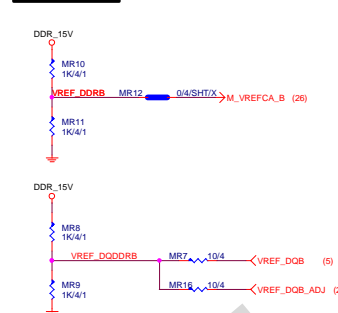 DDR_15V
MR10
1K/4/1
VREF_DDRB MR12 0/4/SHT/X M_VREFCA_B (26)
MR11
1K/4/1
DDR_15V
MR8
1K/4/1
VREF_DQDDRB MR7 10/4 VREF_DQB (5)
MR16 10/4 VREF_DQB_ADJ
MR9
1K/4/1